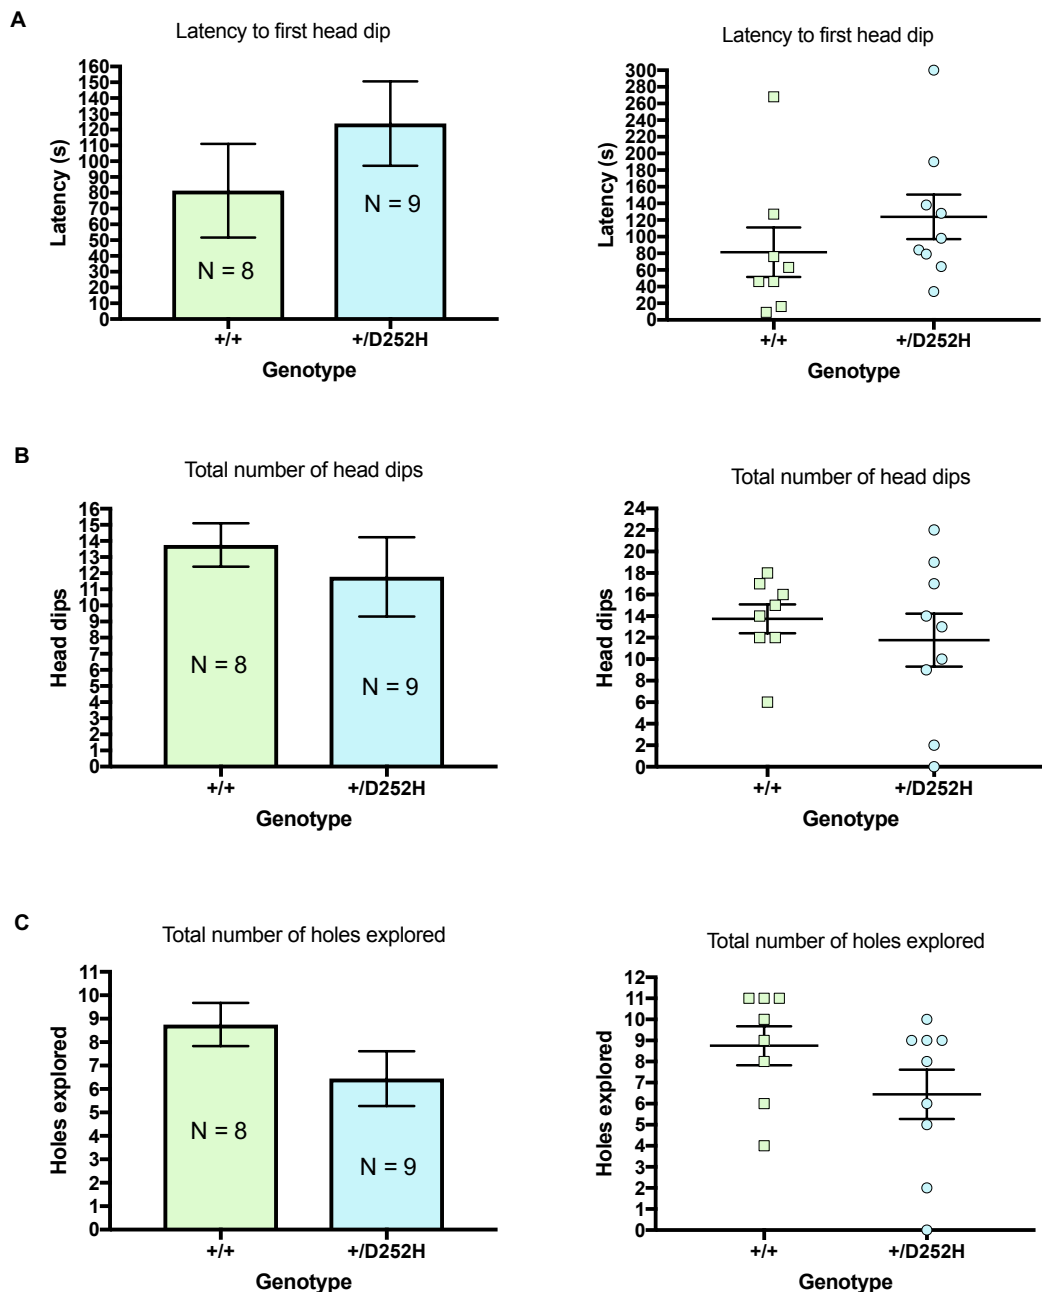 A
Latency to first head dip
160
150
140
130
120
110
100
90
80
70
60
50
40
30
20
10
0
Latency (s)
N = 8
N = 9
+/+
+/D252H
Genotype
Latency to first head dip
300
280
260
240
220
200
180
160
140
120
100
80
60
40
20
0
Latency (s)
+/+
+/D252H
Genotype
B
Total number of head dips
16
15
14
13
12
11
10
9
8
7
6
5
4
3
2
1
0
Head dips
N = 8
N = 9
+/+
+/D252H
Genotype
Total number of head dips
24
22
20
18
16
14
12
10
8
6
4
2
0
Head dips
+/+
+/D252H
Genotype
C
Total number of holes explored
11
10
9
8
7
6
5
4
3
2
1
0
Holes explored
N = 8
N = 9
+/+
+/D252H
Genotype
Total number of holes explored
12
11
10
9
8
7
6
5
4
3
2
1
0
Holes explored
+/+
+/D252H
Genotype